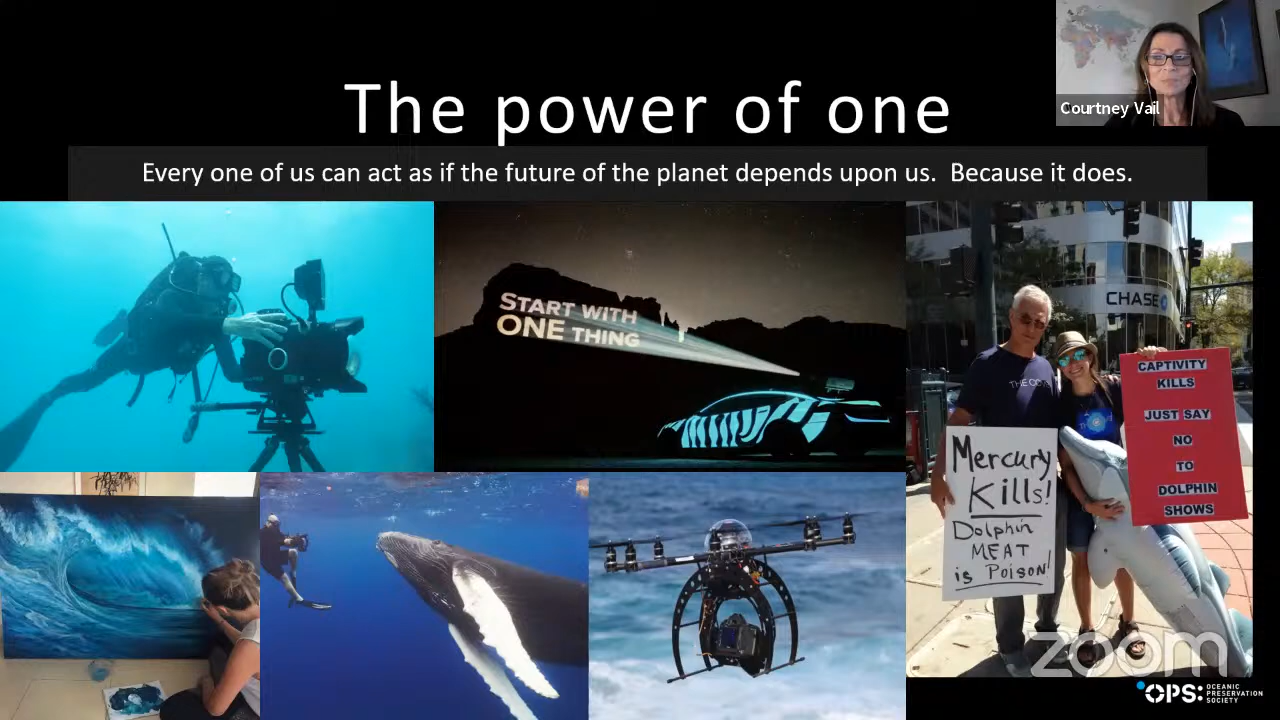 The power of one
Courtney Vail
Every one of us can act as if the future of the planet depends upon us. Because it does.
START WITH
ONE THING
CHASE
CAPTIVITY
KILLS
JUST SAY
NO
TO
DOLPHIN
SHOWS
Mercury
Kills!
Dolphin
MEAT
is Poison!
zoom
OPS:
OCEANIC
PRESERVATION
SOCIETY